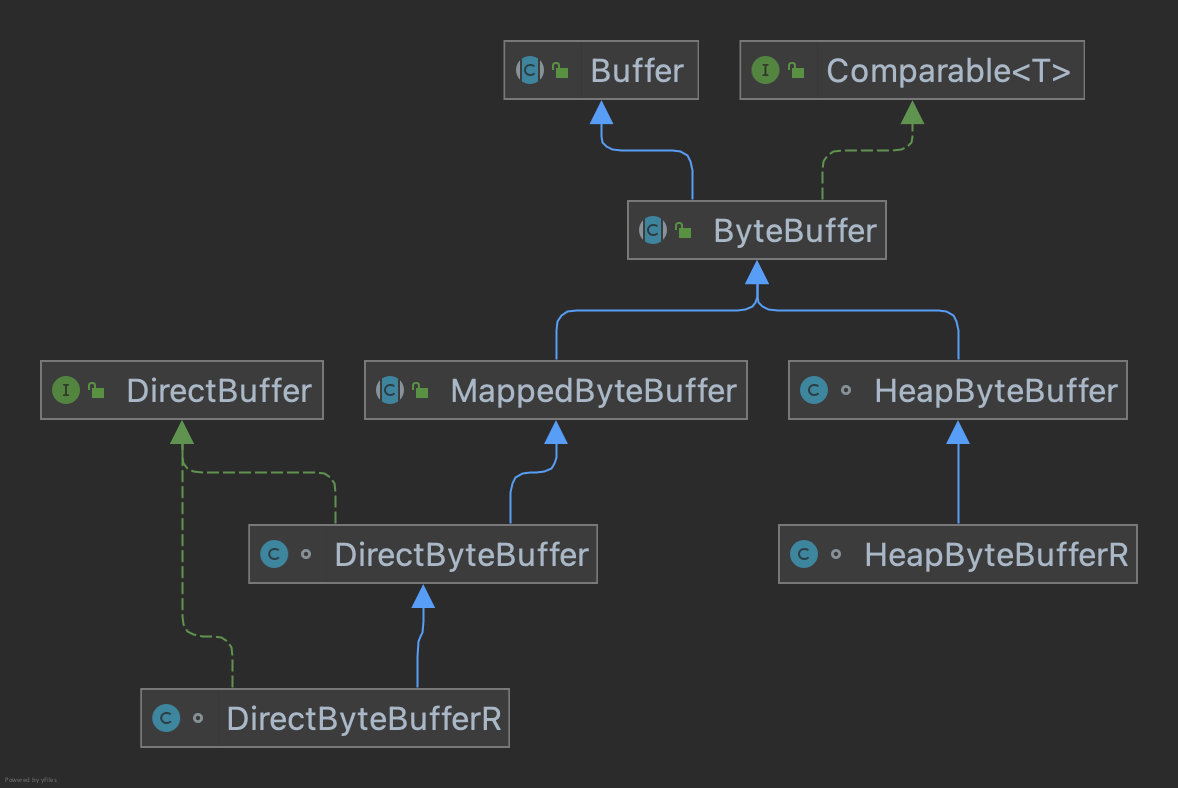 Buffer
Comparable<T>
ByteBuffer
DirectBuffer
MappedByteBuffer
HeapByteBuffer
DirectByteBuffer
HeapByteBufferR
DirectByteBufferR
Powered by yFiles